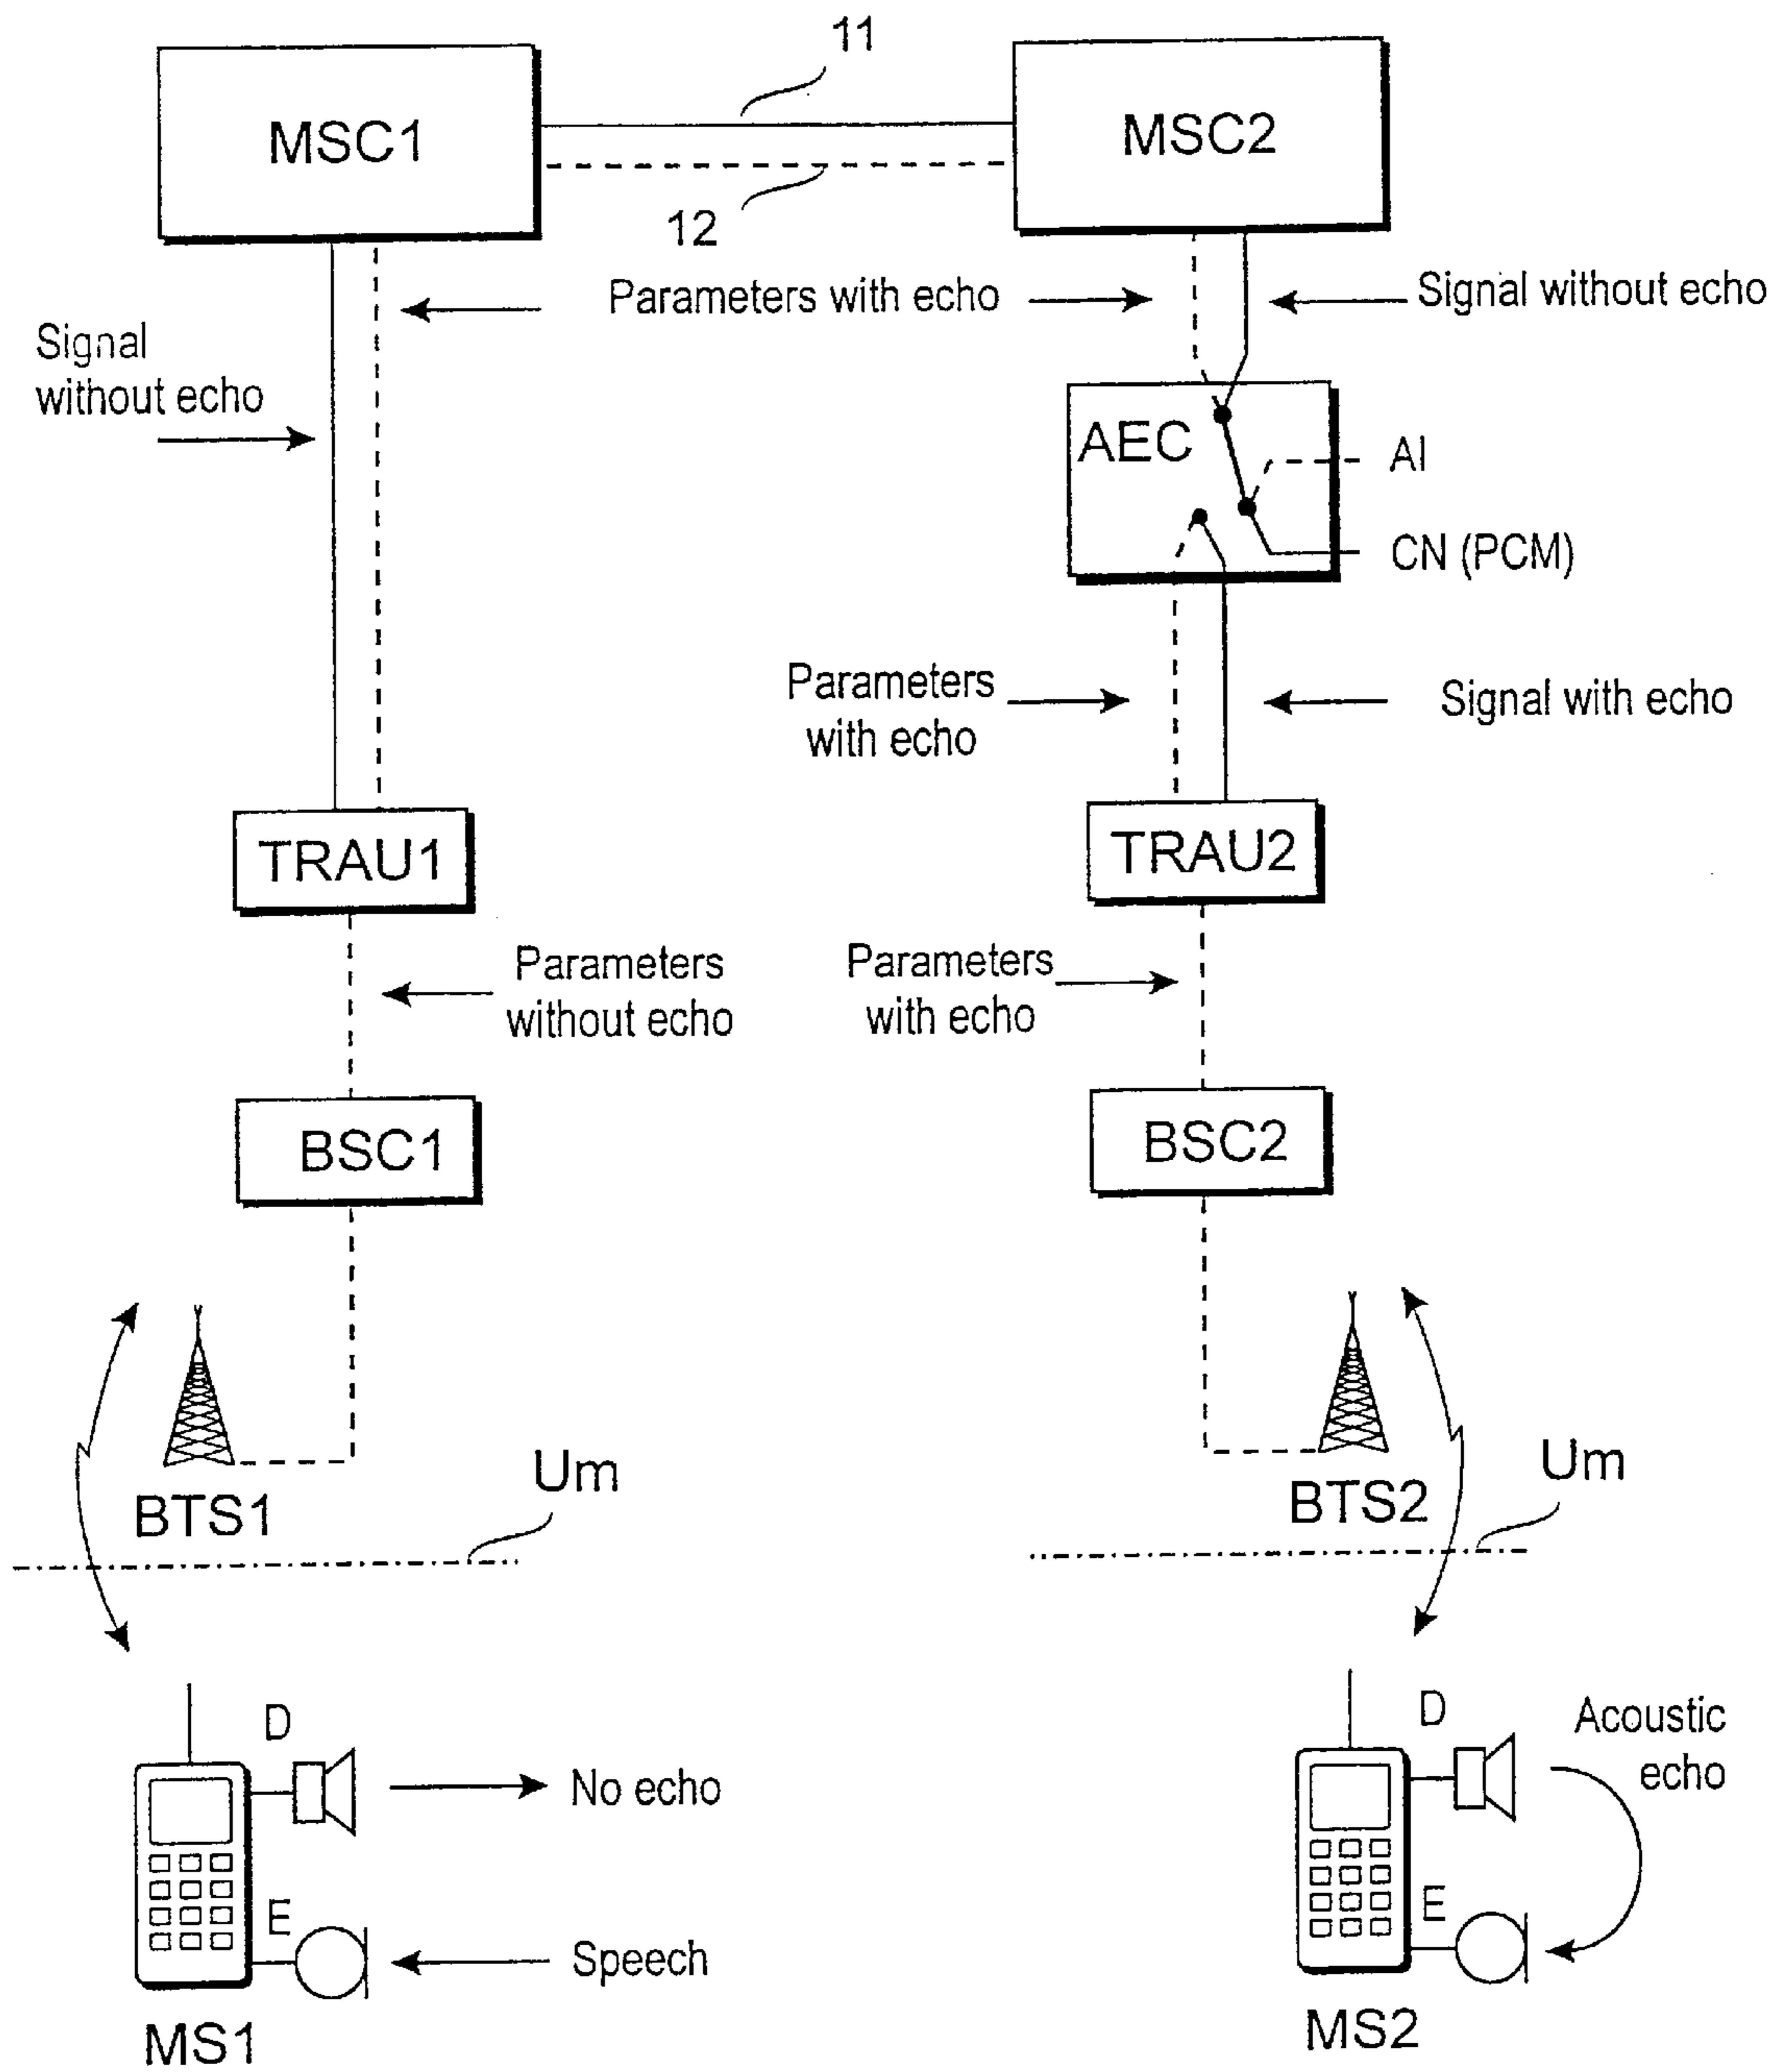 11
MSC1
MSC2
12
Parameters with echo
Signal without echo
Signal
without echo
AEC
AI
CN (PCM)
Parameters
with echo
Signal with echo
TRAU1
TRAU2
Parameters
without echo
Parameters
with echo
BSC1
BSC2
Um
Um
BTS1
BTS2
D
No echo
E
Speech
MS1
D
Acoustic
echo
E
MS2